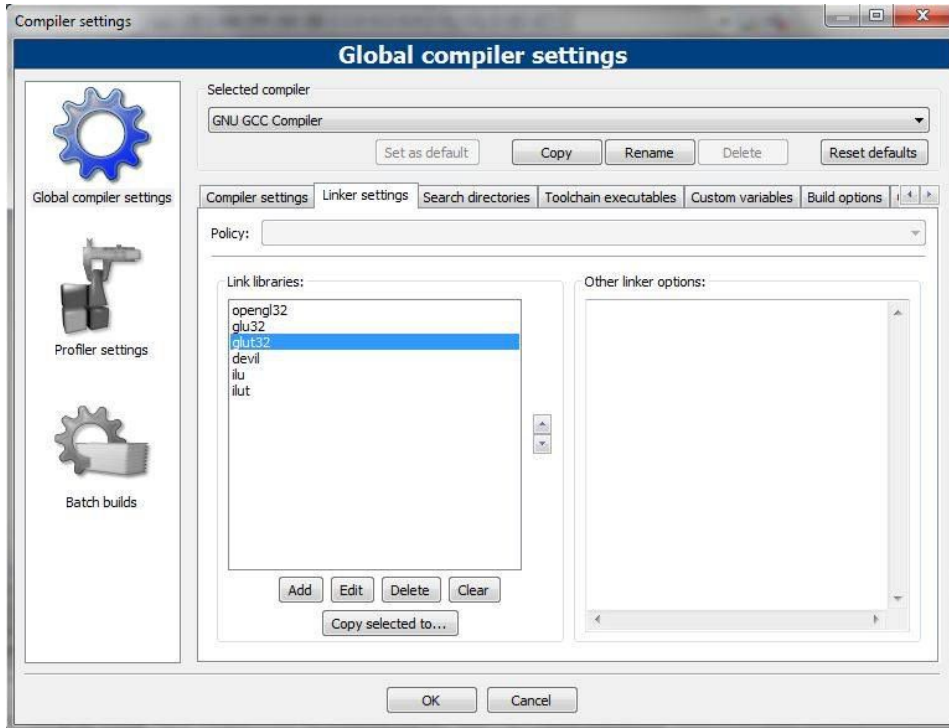 Compiler settings
Global compiler settings
Selected compiler
GNU GCC Compiler
Set as default Copy Rename Delete Reset defaults
Global compiler settings
Compiler settings Linker settings Search directories Toolchain executables Custom variables Build options
Policy:
Link libraries:
Other linker options:
opengl32
glu32
glut32
devil
ilu
ilut
Profiler settings
Batch builds
Add Edit Delete Clear
Copy selected to...
OK Cancel